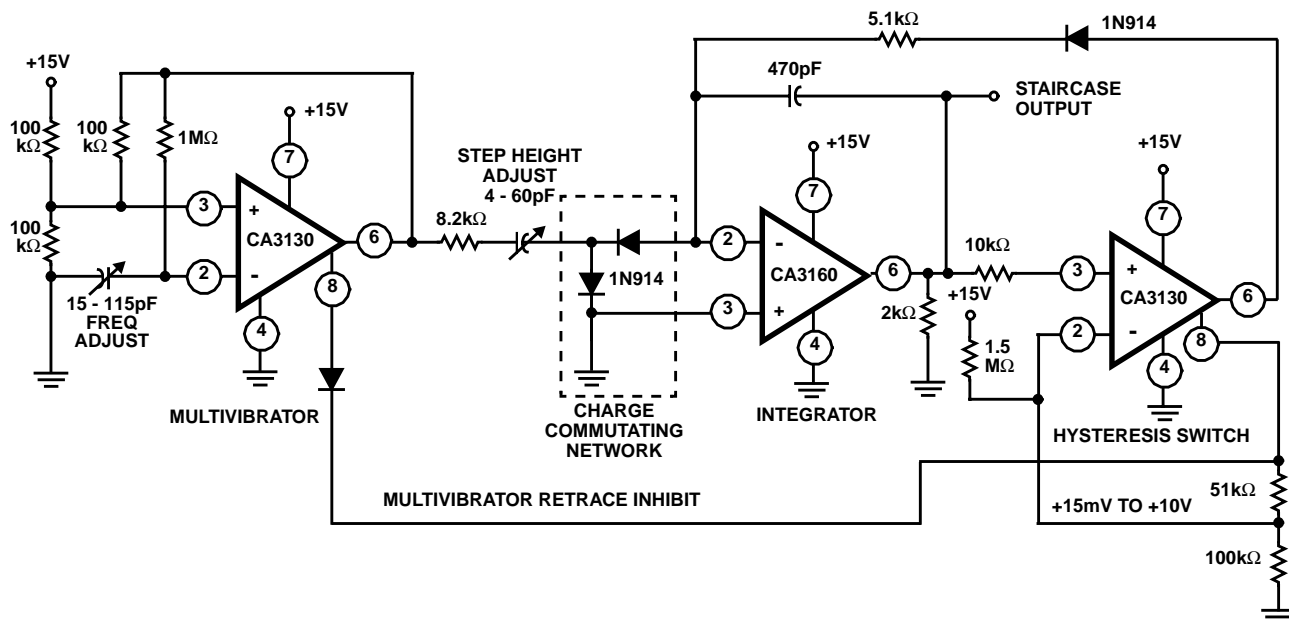 +15V
100
kΩ
100
kΩ
1MΩ
+15V
7
3
+
CA3130
6
100
kΩ
2
-
8
4
15 - 115pF
FREQ
ADJUST
MULTIVIBRATOR
STEP HEIGHT
ADJUST
4 - 60pF
8.2kΩ
1N914
CHARGE
COMMUTATING
NETWORK
5.1kΩ
1N914
470pF
STAIRCASE
OUTPUT
+15V
7
2
-
CA3160
6
3
+
4
2kΩ
INTEGRATOR
10kΩ
+15V
1.5
MΩ
+15V
7
3
+
CA3130
6
2
-
8
4
HYSTERESIS SWITCH
MULTIVIBRATOR RETRACE INHIBIT
+15mV TO +10V
51kΩ
100kΩ